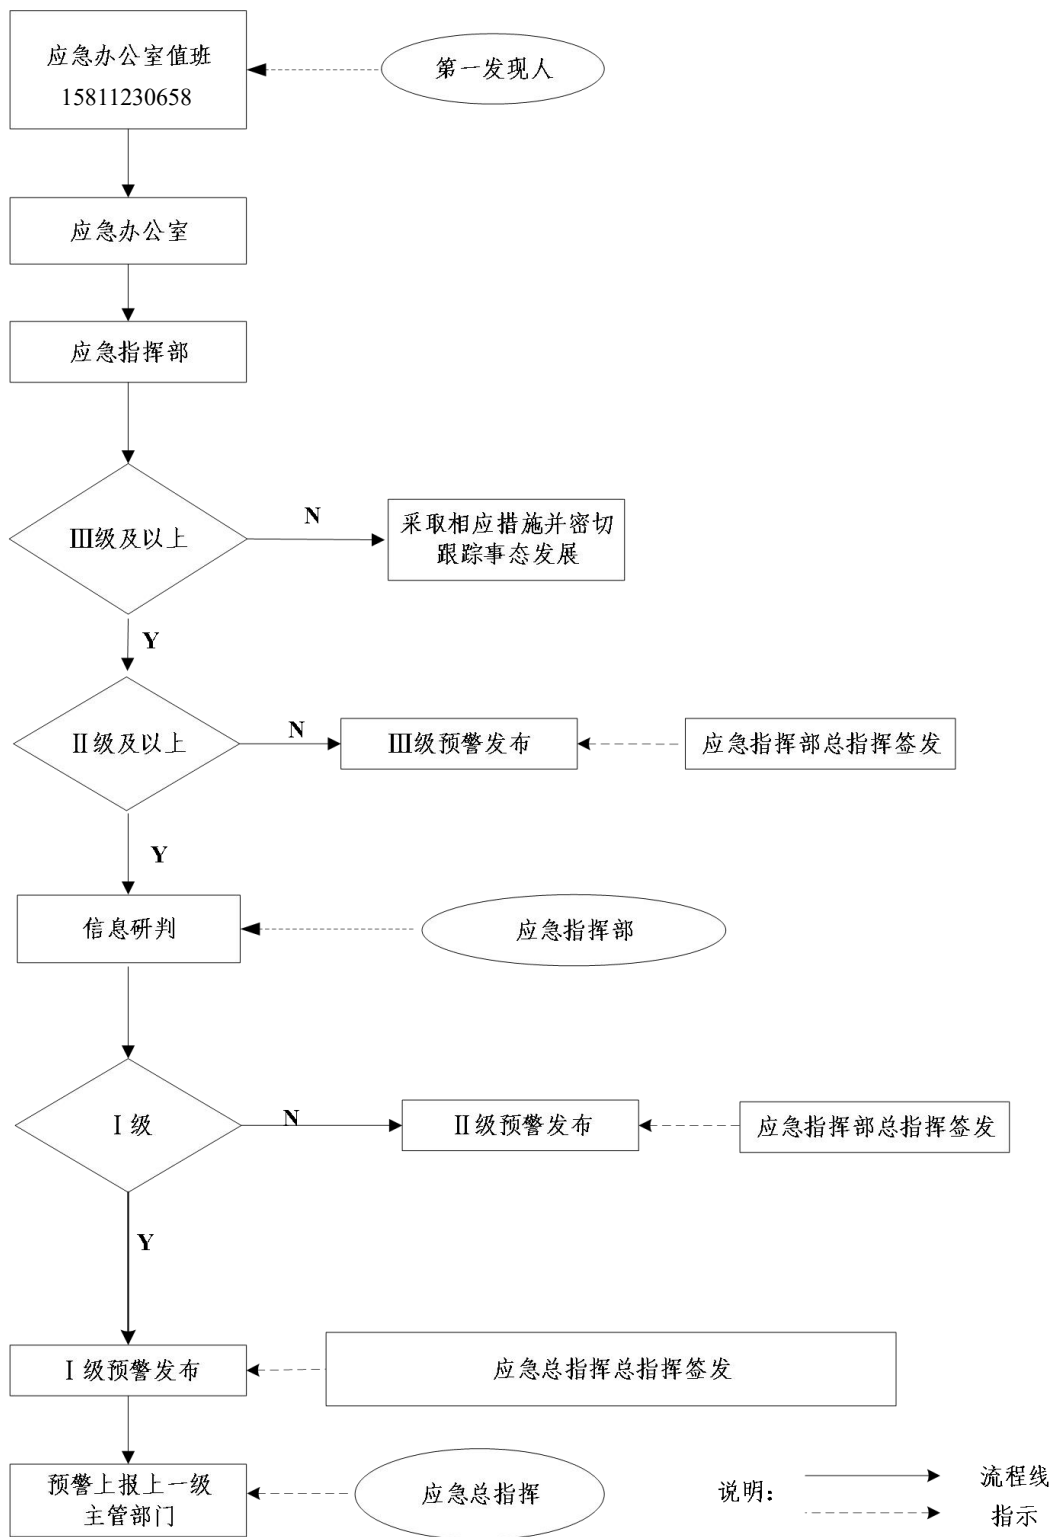 应急办公室值班
15811230658
第一发现人
应急办公室
应急指挥部
Ⅲ级及以上
N
采取相应措施并密切
跟踪事态发展
Y
Ⅱ级及以上
N
Ⅲ级预警发布
应急指挥部总指挥签发
Y
信息研判
应急指挥部
Ⅰ级
N
Ⅱ级预警发布
应急指挥部总指挥签发
Y
Ⅰ级预警发布
应急总指挥总指挥签发
预警上报上一级
主管部门
应急总指挥
说明：
流程线
指示